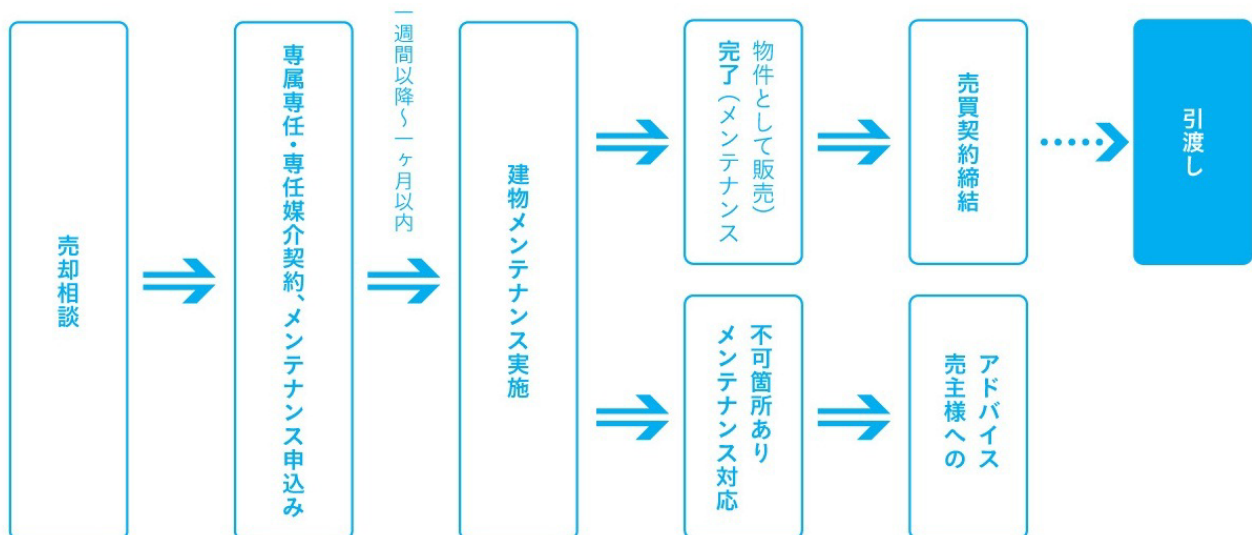 売却相談
専属専任・専任媒介契約、メンテナンス申込み
一週間以降～一ヶ月以内
建物メンテナンス実施
完了（メンテナンス
物件として販売）
売買契約締結
引渡し
メンテナンス対応
不可箇所あり
売主様への
アドバイス